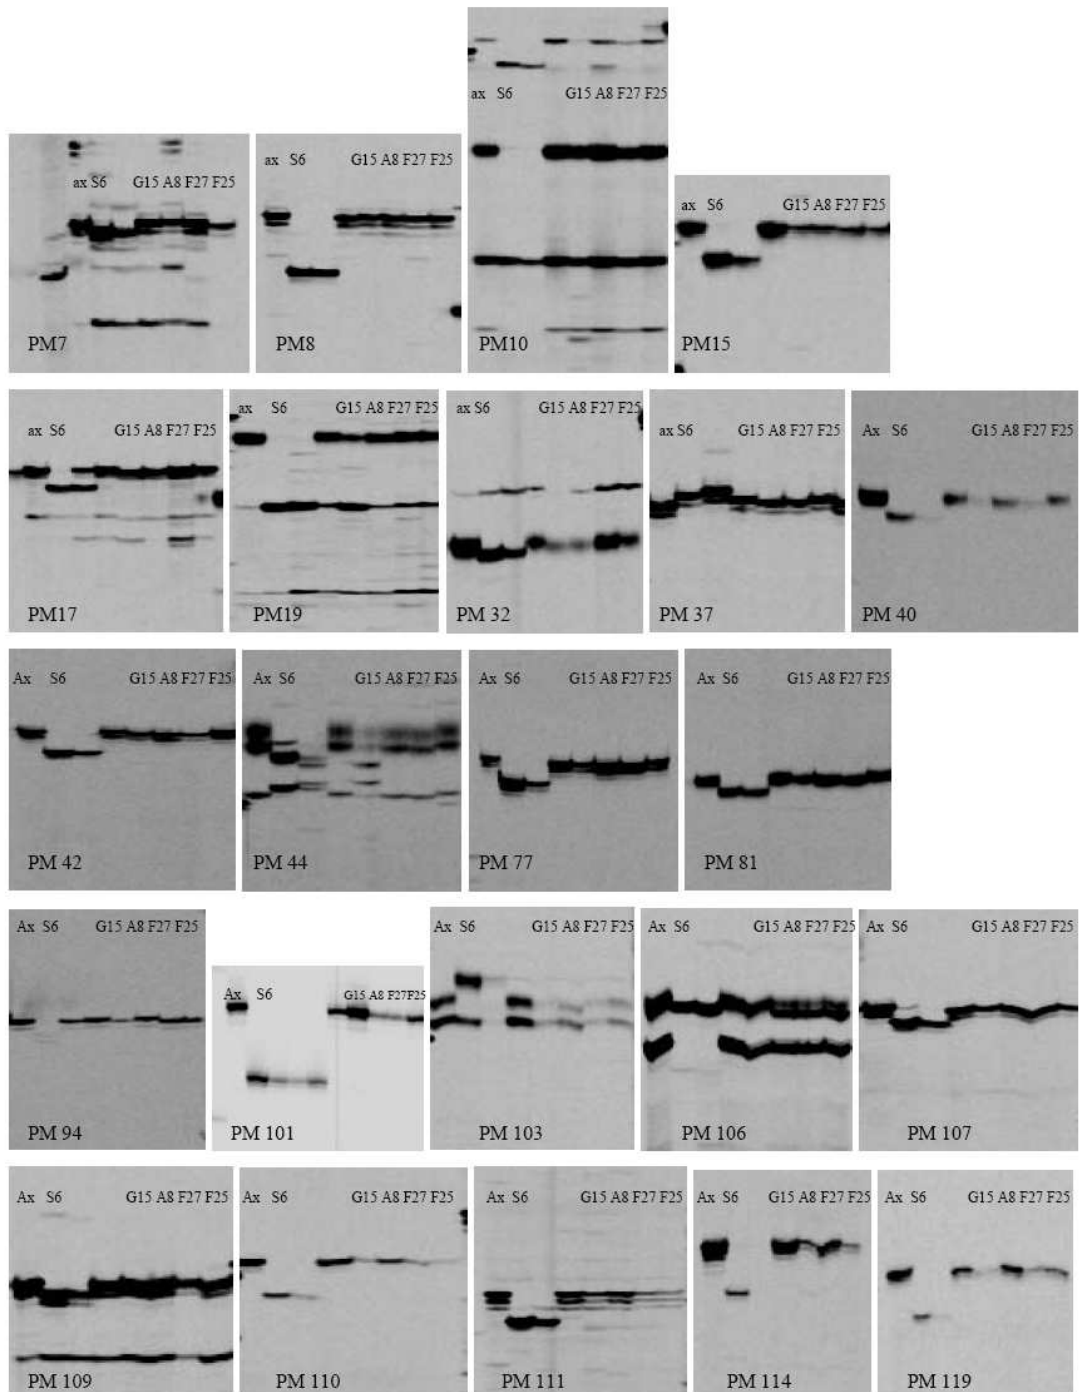 ax S6 G15 A8 F27 F25
PM7
ax S6 G15 A8 F27 F25
PM8
ax S6 G15 A8 F27 F25
PM10
ax S6 G15 A8 F27 F25
PM15
ax S6 G15 A8 F27 F25
PM17
ax S6 G15 A8 F27 F25
PM19
ax S6 G15 A8 F27 F25
PM 32
ax S6 G15 A8 F27 F25
PM 37
Ax S6 G15 A8 F27 F25
PM 40
Ax S6 G15 A8 F27 F25
PM 42
Ax S6 G15 A8 F27 F25
PM 44
Ax S6 G15 A8 F27 F25
PM 77
Ax S6 G15 A8 F27 F25
PM 81
Ax S6 G15 A8 F27 F25
PM 94
Ax S6 G15 A8 F27 F25
PM 101
Ax S6 G15 A8 F27 F25
PM 103
Ax S6 G15 A8 F27 F25
PM 106
Ax S6 G15 A8 F27 F25
PM 107
Ax S6 G15 A8 F27 F25
PM 109
Ax S6 G15 A8 F27 F25
PM 110
Ax S6 G15 A8 F27 F25
PM 111
Ax S6 G15 A8 F27 F25
PM 114
Ax S6 G15 A8 F27 F25
PM 119